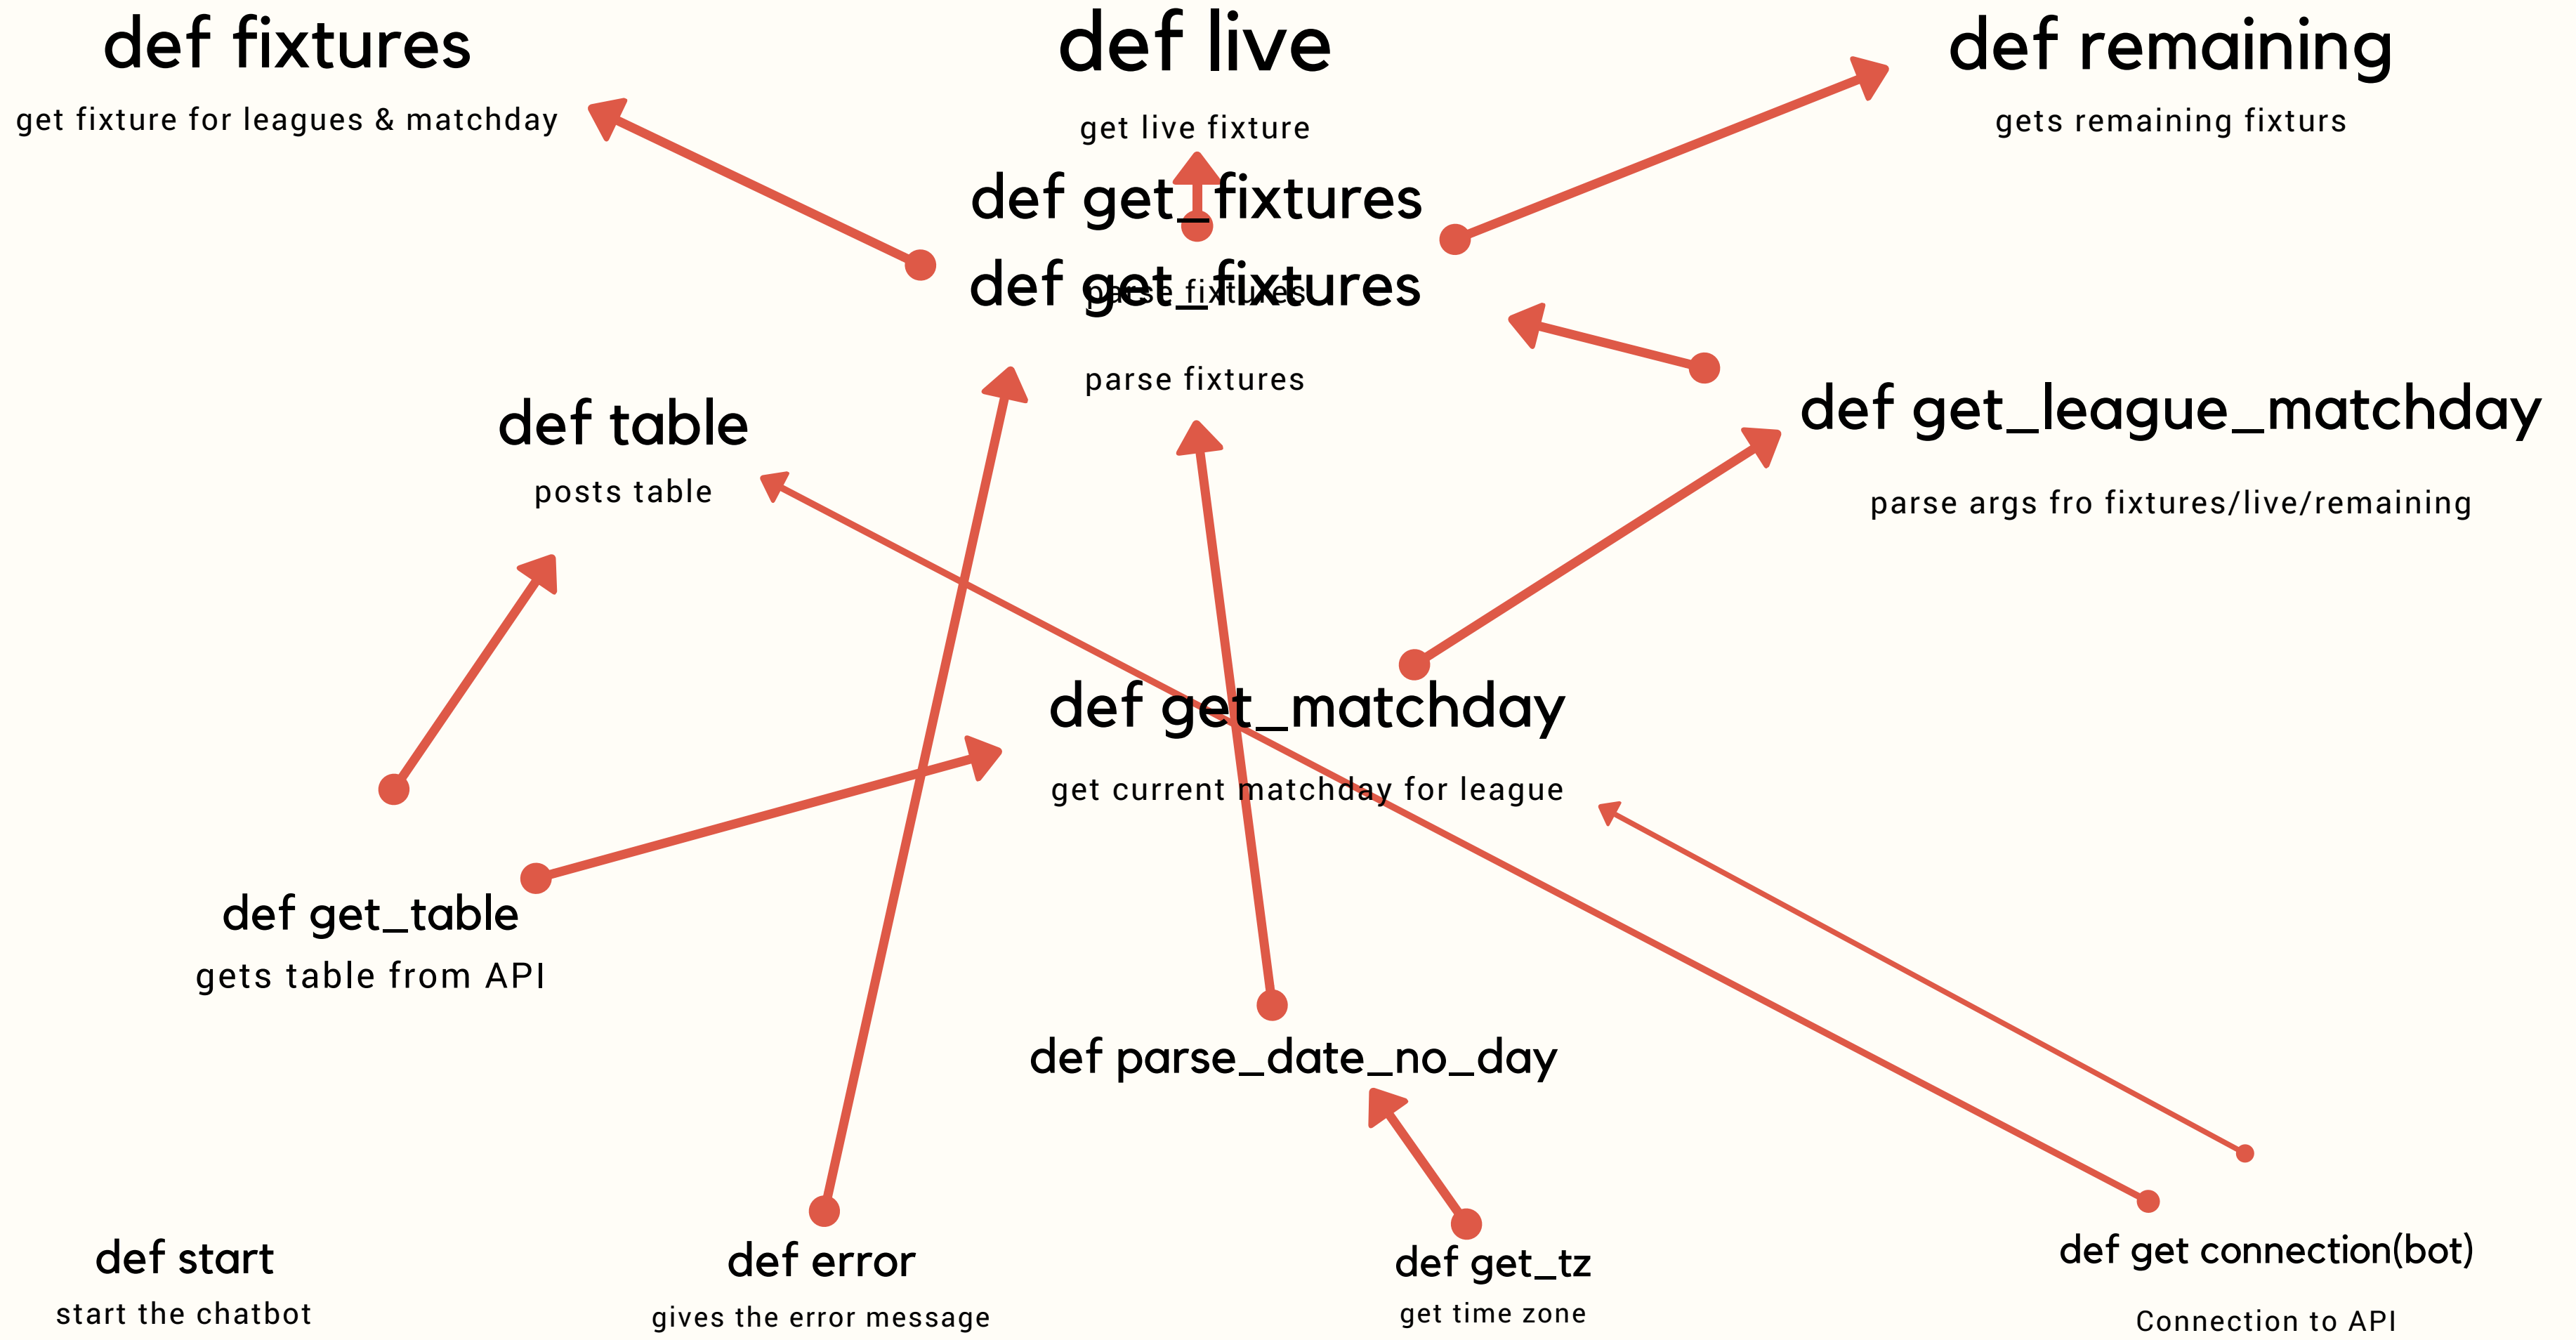 def fixtures
get fixture for leagues & matchday
def live
get live fixture
def remaining
gets remaining fixturs
def get_fixtures
parse fixtures
def get_fixtures
parse fixtures
def table
posts table
def get_league_matchday
parse args fro fixtures/live/remaining
def get_matchday
get current matchday for league
def get_table
gets table from API
def parse_date_no_day
def start
start the chatbot
def error
gives the error message
def get_tz
get time zone
def get connection(bot)
Connection to API